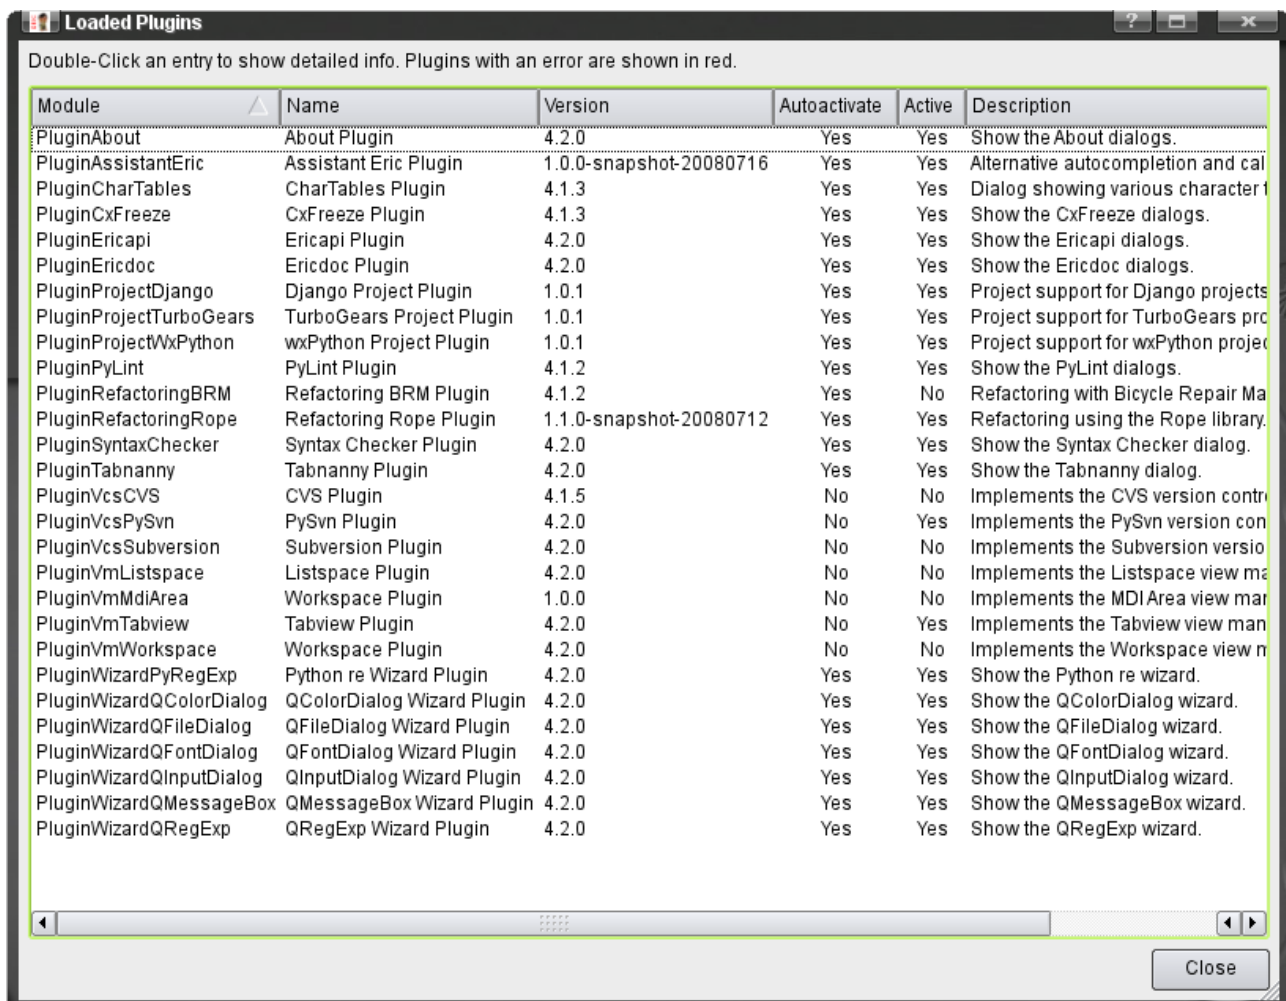 Loaded Plugins
Double-Click an entry to show detailed info. Plugins with an error are shown in red.
Module Name Version Autoactivate Active Description
PluginAbout About Plugin 4.2.0 Yes Yes Show the About dialogs.
PluginAssistantEric Assistant Eric Plugin 1.0.0-snapshot-20080716 Yes Yes Alternative autocompletion and cal
PluginCharTables CharTables Plugin 4.1.3 Yes Yes Dialog showing various character t
PluginCxFreeze CxFreeze Plugin 4.1.3 Yes Yes Show the CxFreeze dialogs.
PluginEricapi Ericapi Plugin 4.2.0 Yes Yes Show the Ericapi dialogs.
PluginEricdoc Ericdoc Plugin 4.2.0 Yes Yes Show the Ericdoc dialogs.
PluginProjectDjango Django Project Plugin 1.0.1 Yes Yes Project support for Django projects
PluginProjectTurboGears TurboGears Project Plugin 1.0.1 Yes Yes Project support for TurboGears pro
PluginProjectWxPython wxPython Project Plugin 1.0.1 Yes Yes Project support for wxPython projec
PluginPyLint PyLint Plugin 4.1.2 Yes Yes Show the PyLint dialogs.
PluginRefactoringBRM Refactoring BRM Plugin 4.1.2 Yes No Refactoring with Bicycle Repair Ma
PluginRefactoringRope Refactoring Rope Plugin 1.1.0-snapshot-20080712 Yes Yes Refactoring using the Rope library.
PluginSyntaxChecker Syntax Checker Plugin 4.2.0 Yes Yes Show the Syntax Checker dialog.
PluginTabnanny Tabnanny Plugin 4.2.0 Yes Yes Show the Tabnanny dialog.
PluginVcsCVS CVS Plugin 4.1.5 No No Implements the CVS version contro
PluginVcsPySvn PySvn Plugin 4.2.0 No Yes Implements the PySvn version con
PluginVcsSubversion Subversion Plugin 4.2.0 No No Implements the Subversion versio
PluginVmListspace Listspace Plugin 4.2.0 No No Implements the Listspace view ma
PluginVmMdiArea Workspace Plugin 1.0.0 No No Implements the MDI Area view mar
PluginVmTabview Tabview Plugin 4.2.0 No Yes Implements the Tabview view man
PluginVmWorkspace Workspace Plugin 4.2.0 No No Implements the Workspace view m
PluginWizardPyRegExp Python re Wizard Plugin 4.2.0 Yes Yes Show the Python re wizard.
PluginWizardQColorDialog QColorDialog Wizard Plugin 4.2.0 Yes Yes Show the QColorDialog wizard.
PluginWizardQFileDialog QFileDialog Wizard Plugin 4.2.0 Yes Yes Show the QFileDialog wizard.
PluginWizardQFontDialog QFontDialog Wizard Plugin 4.2.0 Yes Yes Show the QFontDialog wizard.
PluginWizardQInputDialog QInputDialog Wizard Plugin 4.2.0 Yes Yes Show the QInputDialog wizard.
PluginWizardQMessageBox QMessageBox Wizard Plugin 4.2.0 Yes Yes Show the QMessageBox wizard.
PluginWizardQRegExp QRegExp Wizard Plugin 4.2.0 Yes Yes Show the QRegExp wizard.
Close